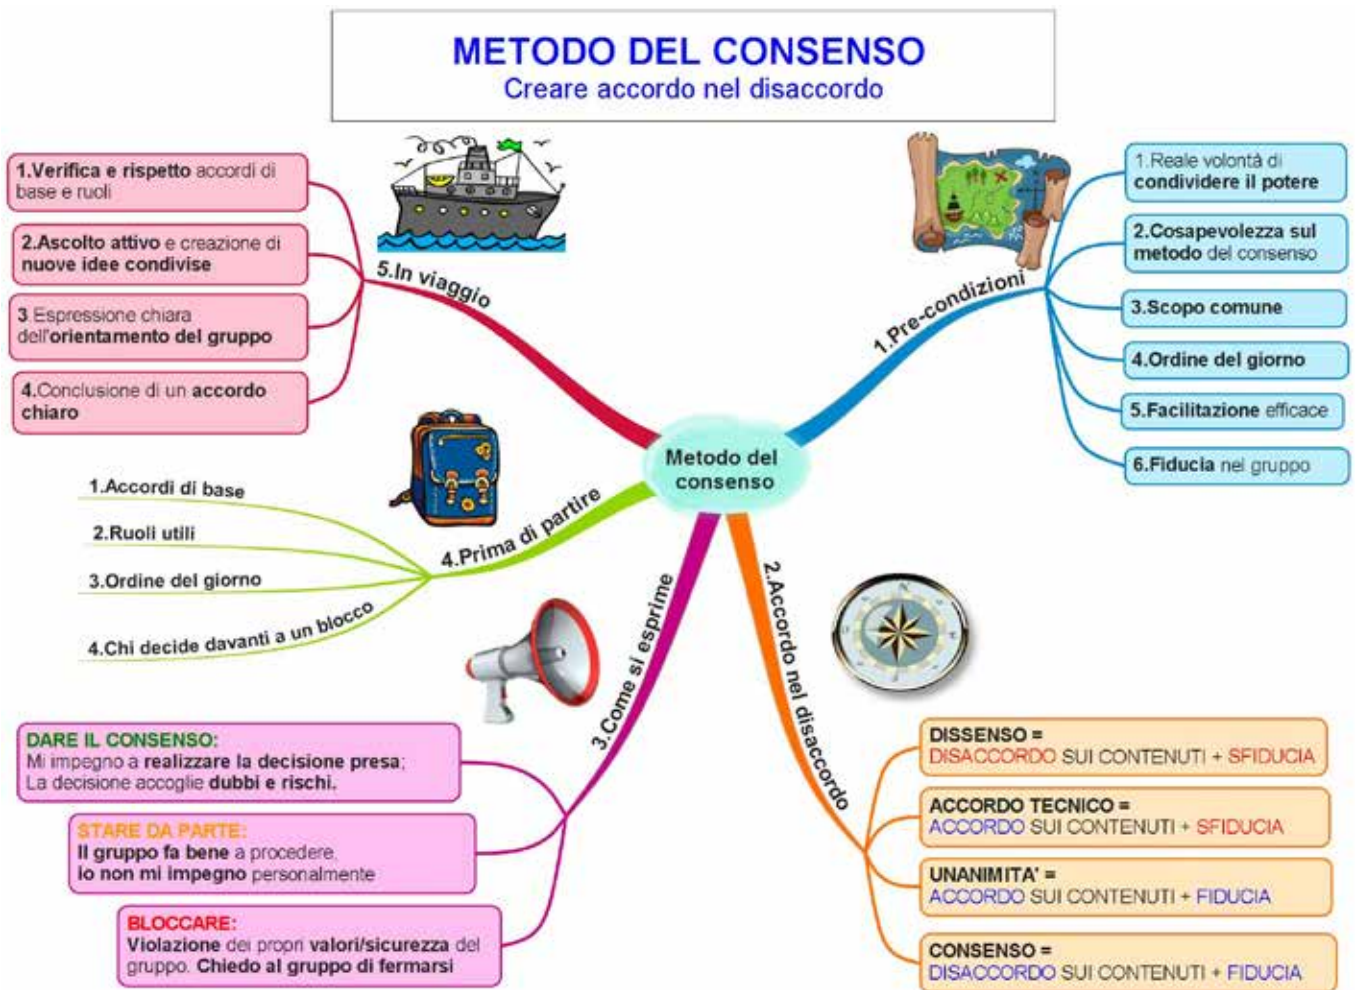 METODO DEL CONSENSO
Creare accordo nel disaccordo
Metodo del
consenso
1.Pre-condizioni
1.Reale volontà di
condividere il potere
2.Cosapevolezza sul
metodo del consenso
3.Scopo comune
4.Ordine del giorno
5.Facilitazione efficace
6.Fiducia nel gruppo
2.Accordo nel disaccordo
DISSENSO =
DISACCORDO SUI CONTENUTI + SFIDUCIA
ACCORDO TECNICO =
ACCORDO SUI CONTENUTI + SFIDUCIA
UNANIMITA' =
ACCORDO SUI CONTENUTI + FIDUCIA
CONSENSO =
DISACCORDO SUI CONTENUTI + FIDUCIA
3.Come si esprime
DARE IL CONSENSO:
Mi impegno a realizzare la decisione presa;
La decisione accoglie dubbi e rischi.
STARE DA PARTE:
Il gruppo fa bene a procedere,
io non mi impegno personalmente
BLOCCARE:
Violazione dei propri valori/sicurezza del
gruppo. Chiedo al gruppo di fermarsi
4.Prima di partire
1.Accordi di base
2.Ruoli utili
3.Ordine del giorno
4.Chi decide davanti a un blocco
5.In viaggio
1.Verifica e rispetto accordi di
base e ruoli
2.Ascolto attivo e creazione di
nuove idee condivise
3.Espressione chiara
dell'orientamento del gruppo
4.Conclusione di un accordo
chiaro